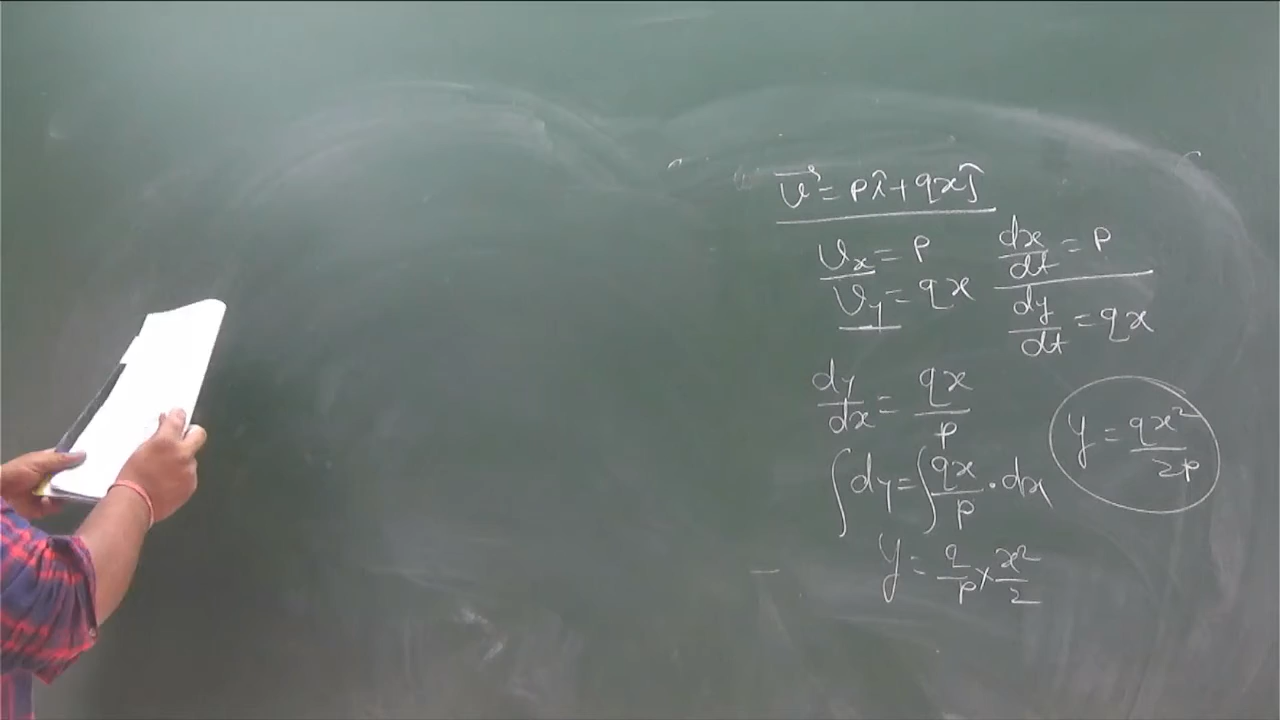 v⃗ = pî + qxĵ
vₓ = p
v_y = qx
dx/dt = p
dy/dt = qx
dy/dx = qx/p
∫dy = ∫qx/p · dx
y = q/p × x²/2
y = qx²/2p